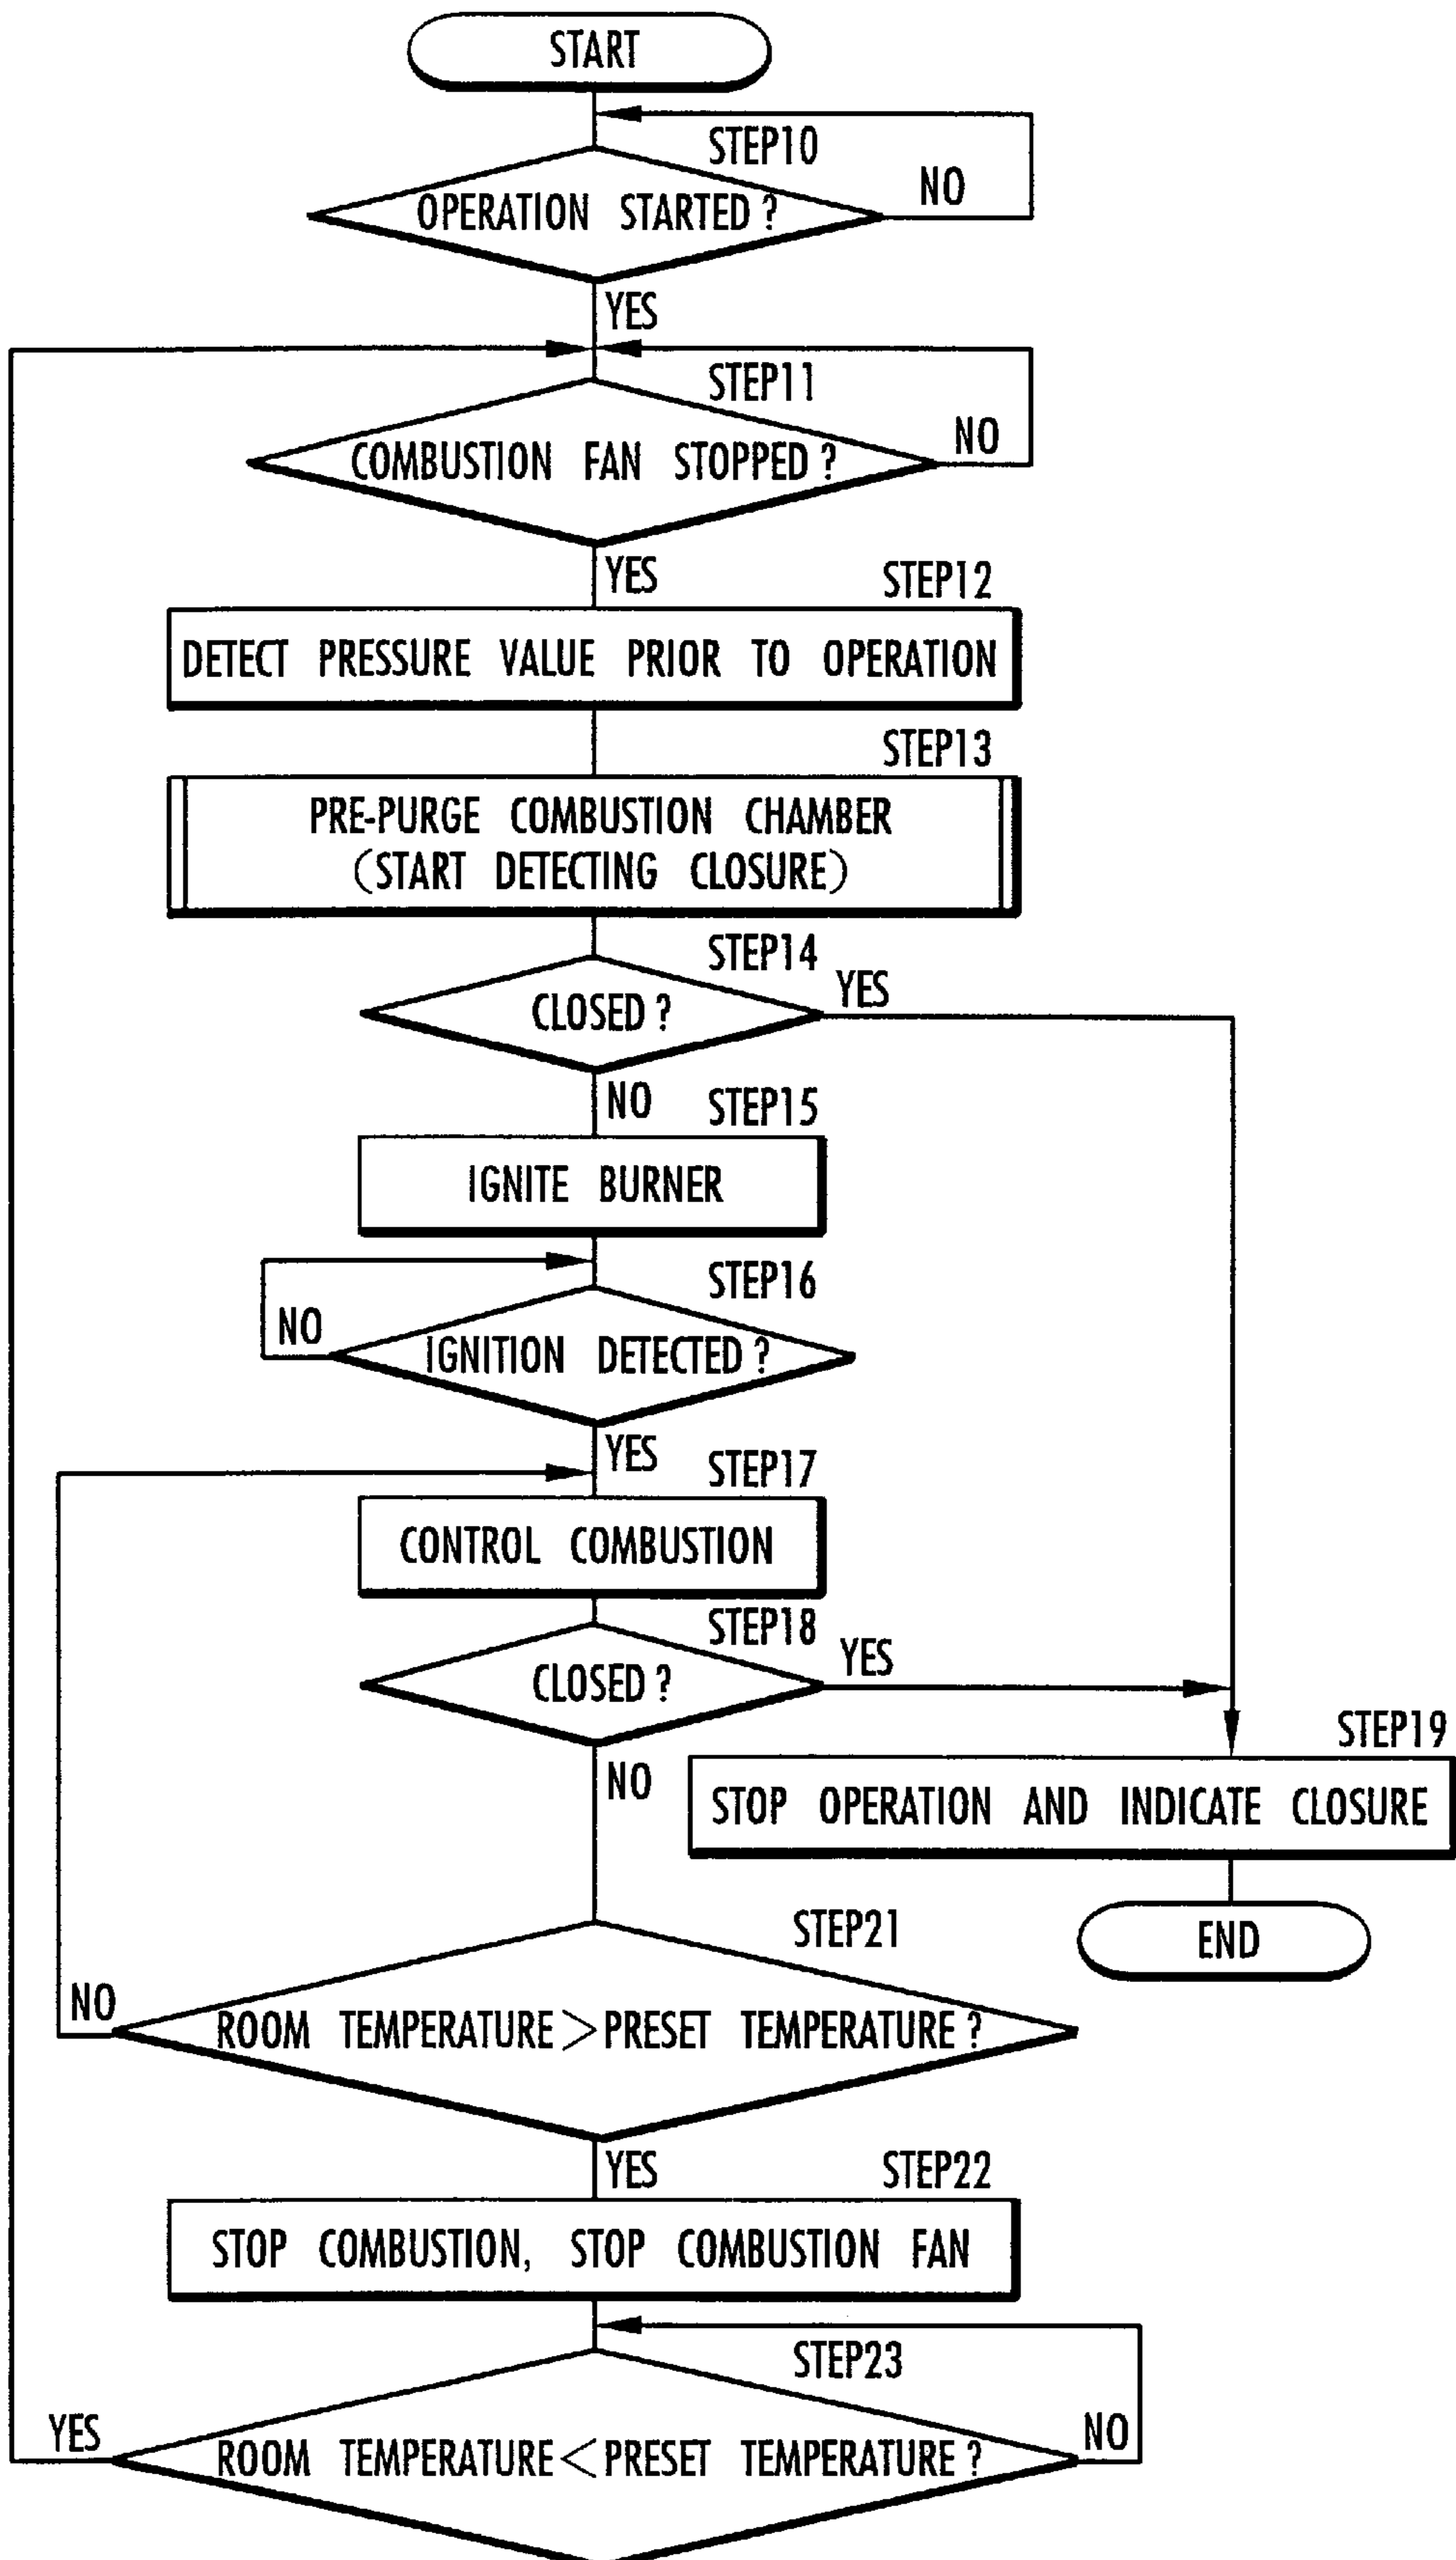 START
STEP10
OPERATION STARTED ?
NO
YES
STEP11
COMBUSTION FAN STOPPED ?
NO
YES
STEP12
DETECT PRESSURE VALUE PRIOR TO OPERATION
STEP13
PRE-PURGE COMBUSTION CHAMBER
(START DETECTING CLOSURE)
STEP14
CLOSED ?
YES
NO
STEP15
IGNITE BURNER
STEP16
NO
IGNITION DETECTED ?
YES
STEP17
CONTROL COMBUSTION
STEP18
CLOSED ?
YES
NO
STEP19
STOP OPERATION AND INDICATE CLOSURE
END
STEP21
NO
ROOM TEMPERATURE > PRESET TEMPERATURE ?
YES
STEP22
STOP COMBUSTION, STOP COMBUSTION FAN
STEP23
YES
ROOM TEMPERATURE < PRESET TEMPERATURE ?
NO